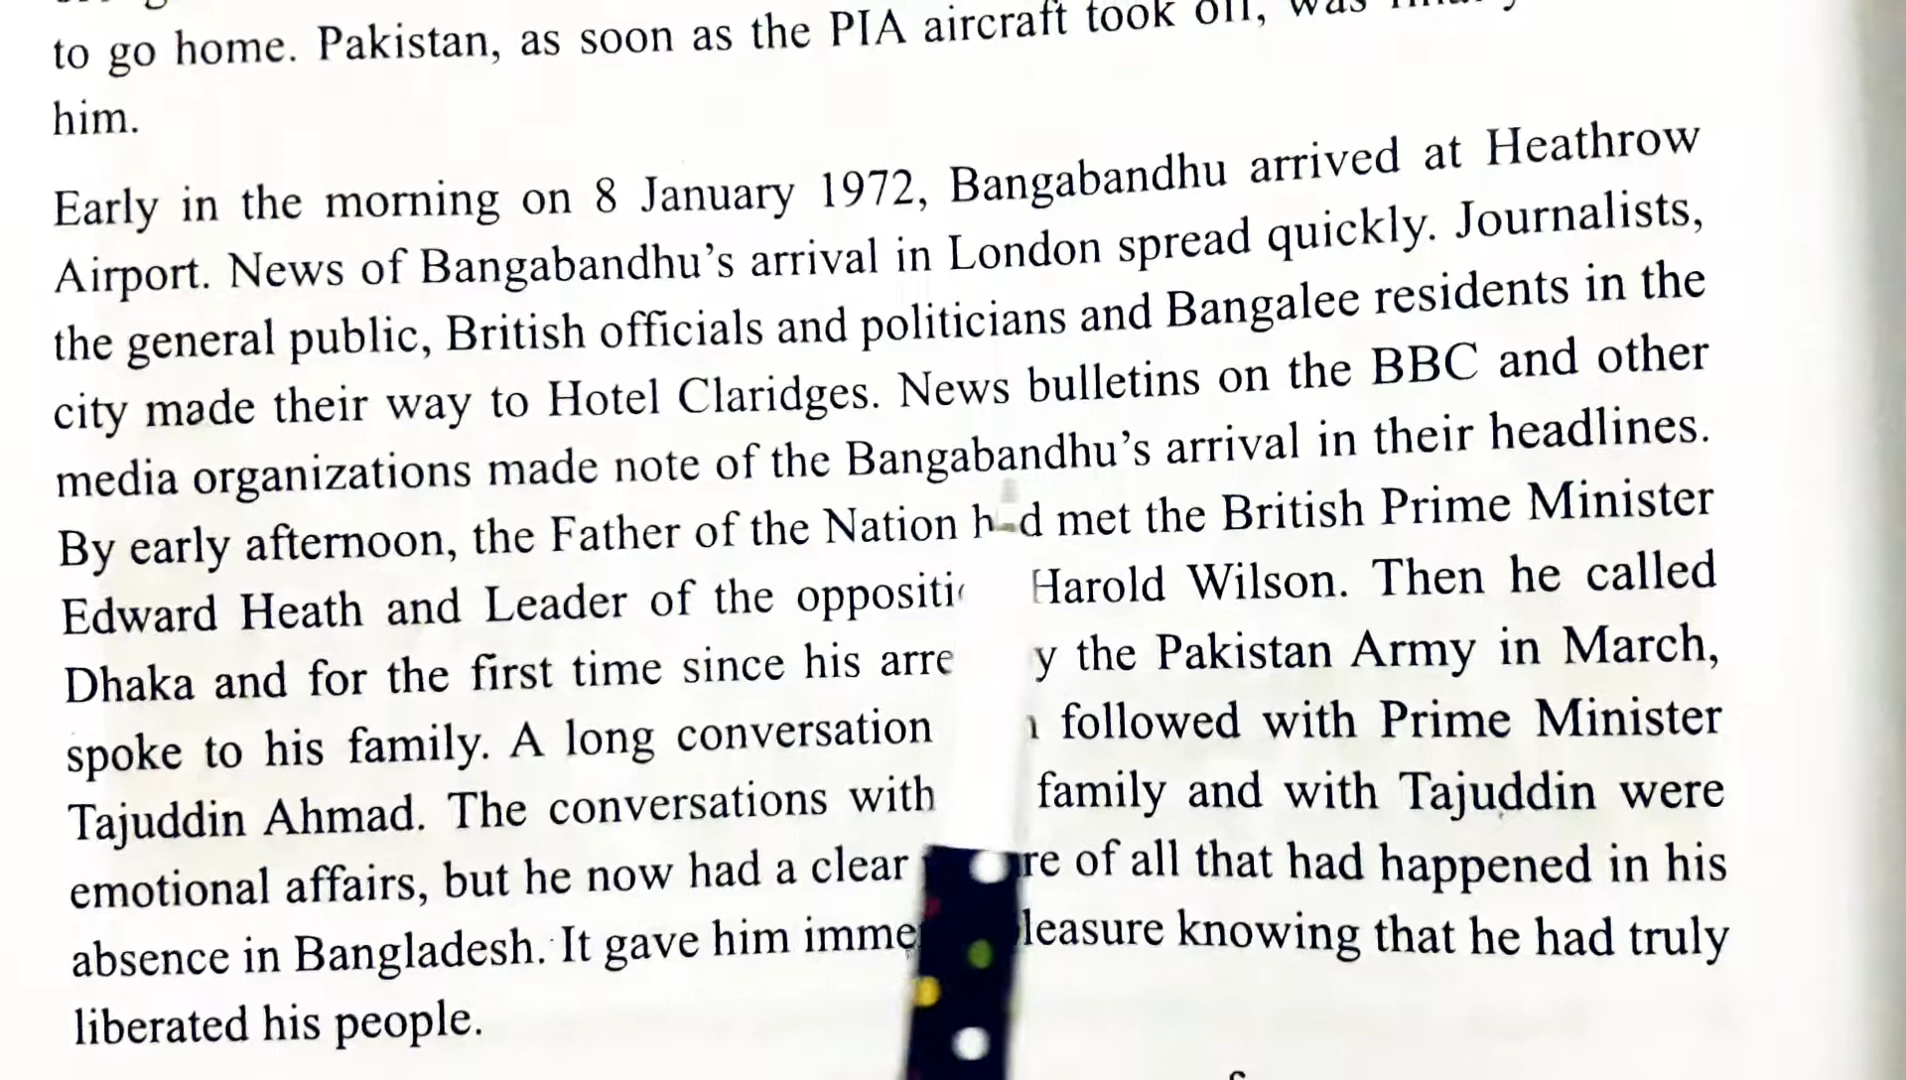 to go home. Pakistan, as soon as the PIA aircraft took off, was
him.
Early in the morning on 8 January 1972, Bangabandhu arrived at Heathrow
Airport. News of Bangabandhu's arrival in London spread quickly. Journalists,
the general public, British officials and politicians and Bangalee residents in the
city made their way to Hotel Claridges. News bulletins on the BBC and other
media organizations made note of the Bangabandhu's arrival in their headlines.
By early afternoon, the Father of the Nation had met the British Prime Minister
Edward Heath and Leader of the Harold Wilson. Then he called
Dhaka and for the first time since his the Pakistan Army in March,
spoke to his family. A long conversation followed with Prime Minister
Tajuddin Ahmad. The conversations with family and with Tajuddin were
emotional affairs, but he now had a clear of all that had happened in his
absence in Bangladesh. It gave him knowing that he had truly
liberated his people.